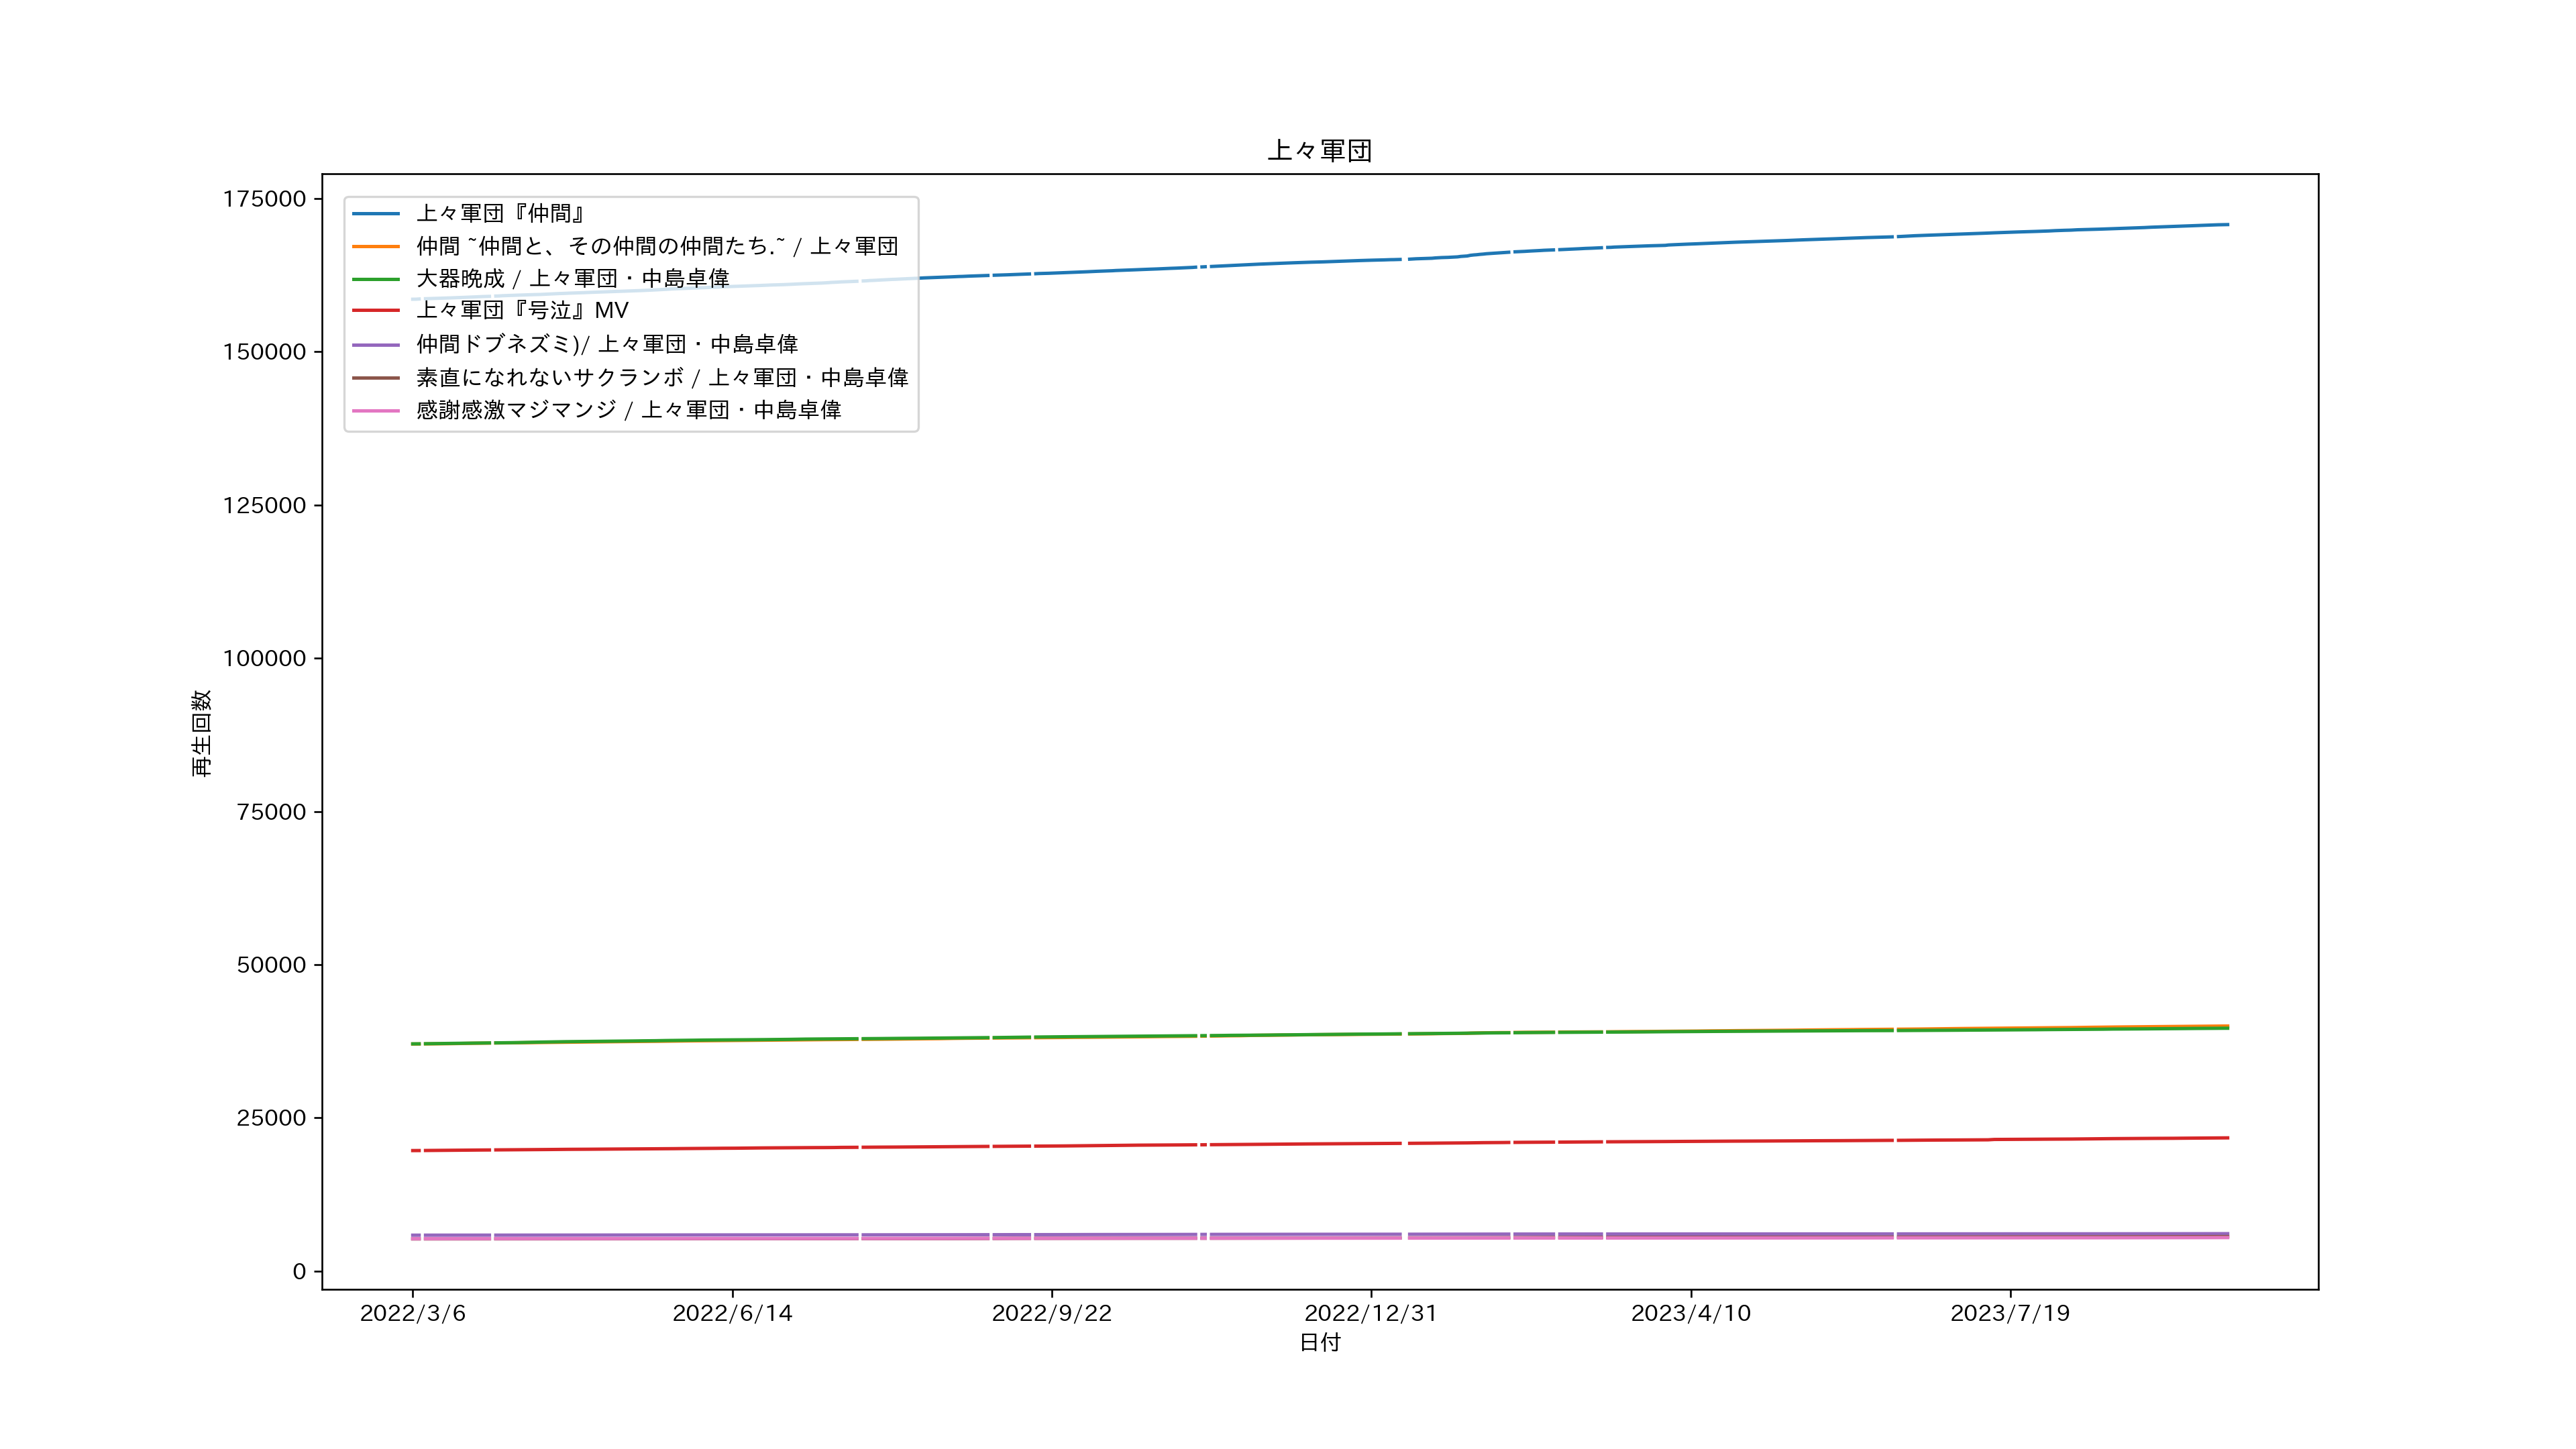 上々軍団
175000
150000
125000
100000
75000
50000
25000
0
再生回数
上々軍団『仲間』
仲間 ~仲間と、その仲間の仲間たち.~ / 上々軍団
大器晩成 / 上々軍団・中島卓偉
上々軍団『号泣』MV
仲間ドブネズミ)/ 上々軍団・中島卓偉
素直になれないサクランボ / 上々軍団・中島卓偉
感謝感激マジマンジ / 上々軍団・中島卓偉
2022/3/6 2022/6/14 2022/9/22 2022/12/31 2023/4/10 2023/7/19
日付